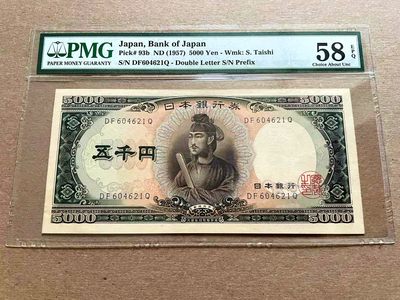 PMG
PAPER MONEY GUARANTY
Japan, Bank of Japan
Pick# 93b ND (1957) 5000 Yen - Wmk: S. Taishi
S/N DF604621Q - Double Letter S/N Prefix
58 EPQ
Choice About Unc
5000
5000
日本銀行券
DF604621Q
五千円
日本銀行
DF604621Q
5000
5000